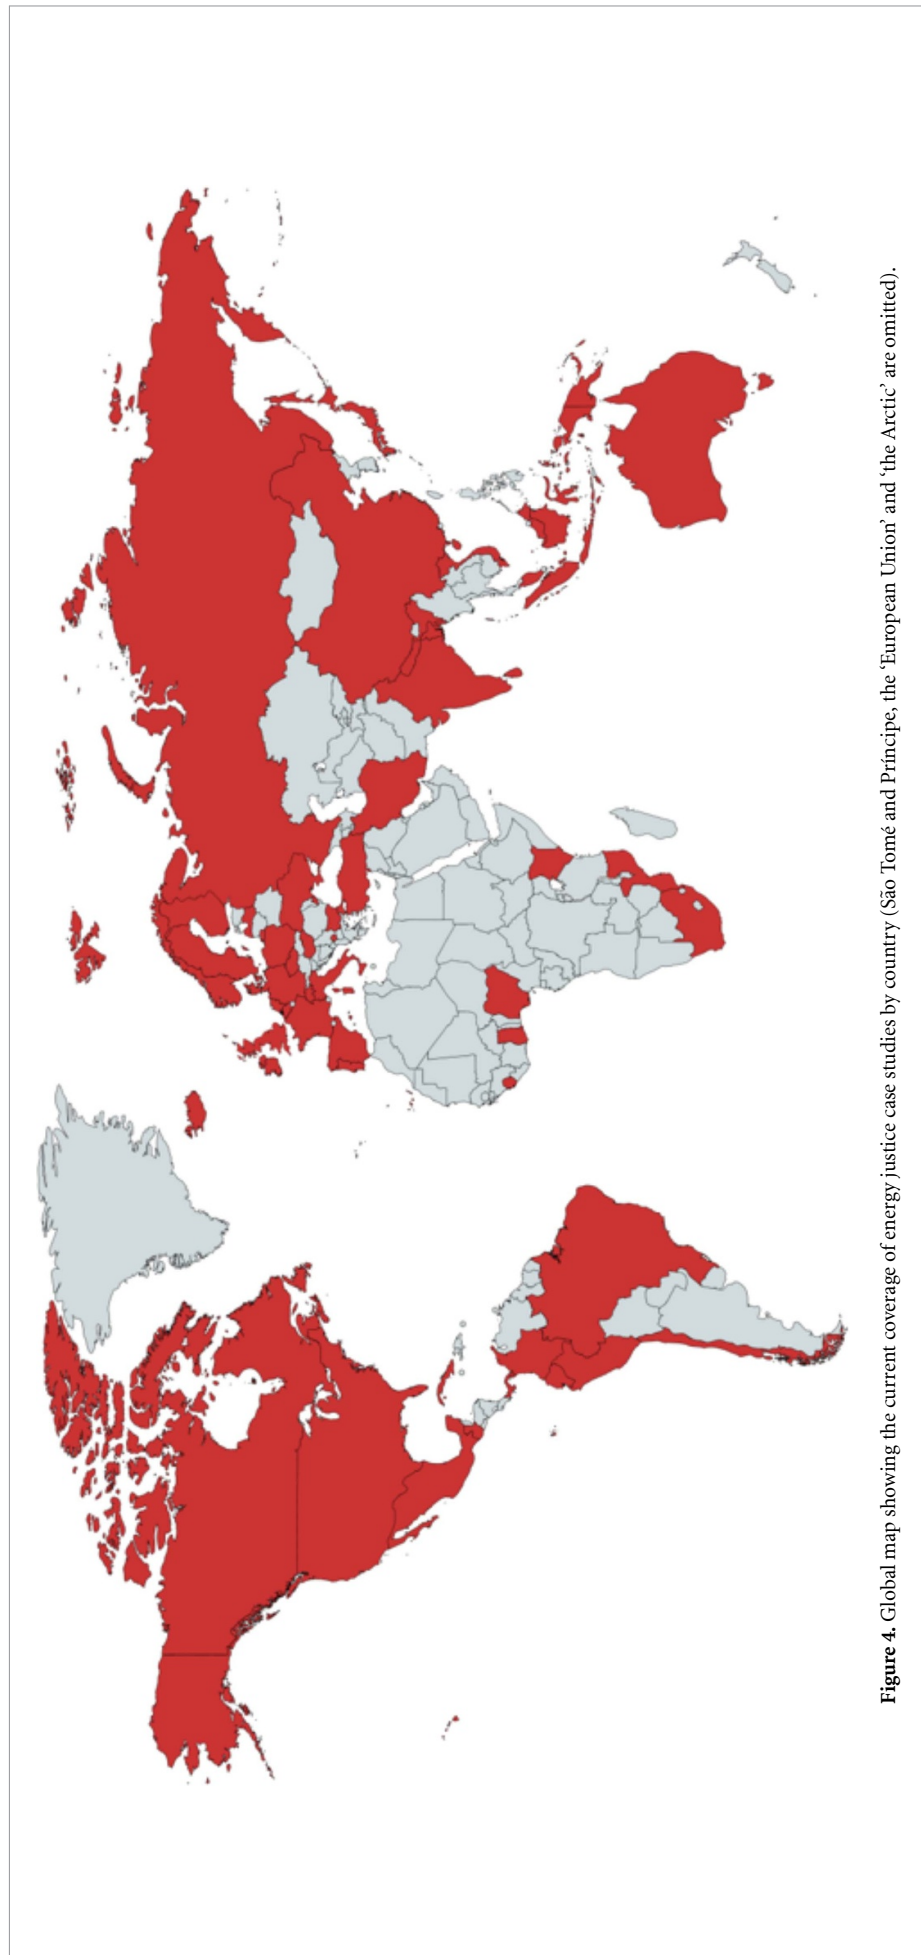 Figure 4. Global map showing the current coverage of energy justice case studies by country (São Tomé and Príncipe, the ‘European Union’ and ‘the Arctic’ are omitted).